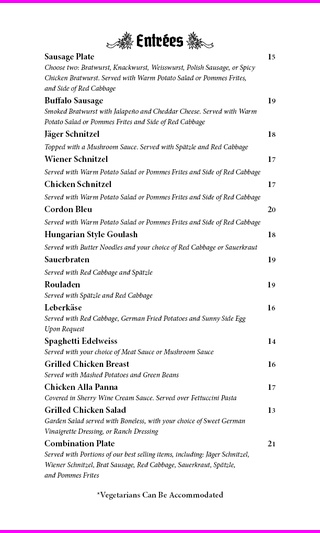 Entrées
Sausage Plate 15
Choose two: Bratwurst, Knackwurst, Weisswurst, Polish Sausage, or Spicy
Chicken Bratwurst. Served with Warm Potato Salad or Pommes Frites,
and Side of Red Cabbage
Buffalo Sausage 19
Smoked Bratwurst with Jalapeño and Cheddar Cheese. Served with Warm
Potato Salad or Pommes Frites and Side of Red Cabbage
Jäger Schnitzel 18
Topped with a Mushroom Sauce. Served with Spätzle and Red Cabbage
Wiener Schnitzel 17
Served with Warm Potato Salad or Pommes Frites and Side of Red Cabbage
Chicken Schnitzel 17
Served with Warm Potato Salad or Pommes Frites and Side of Red Cabbage
Cordon Bleu 20
Served with Warm Potato Salad or Pommes Frites and Side of Red Cabbage
Hungarian Style Goulash 18
Served with Butter Noodles and your choice of Red Cabbage or Sauerkraut
Sauerbraten 19
Served with Red Cabbage and Spätzle
Rouladen 19
Served with Spätzle and Red Cabbage
Leberkäse 16
Served with Red Cabbage, German Fried Potatoes and Sunny Side Egg
Upon Request
Spaghetti Edelweiss 14
Served with your choice of Meat Sauce or Mushroom Sauce
Grilled Chicken Breast 16
Served with Mashed Potatoes and Green Beans
Chicken Alla Panna 17
Covered in Sherry Wine Cream Sauce. Served over Fettuccini Pasta
Grilled Chicken Salad 13
Garden Salad served with Boneless, with your choice of Sweet German
Vinaigrette Dressing, or Ranch Dressing
Combination Plate 21
Served with Portions of our best selling items, including: Jäger Schnitzel,
Wiener Schnitzel, Brat Sausage, Red Cabbage, Sauerkraut, Spätzle,
and Pommes Frites
*Vegetarians Can Be Accommodated